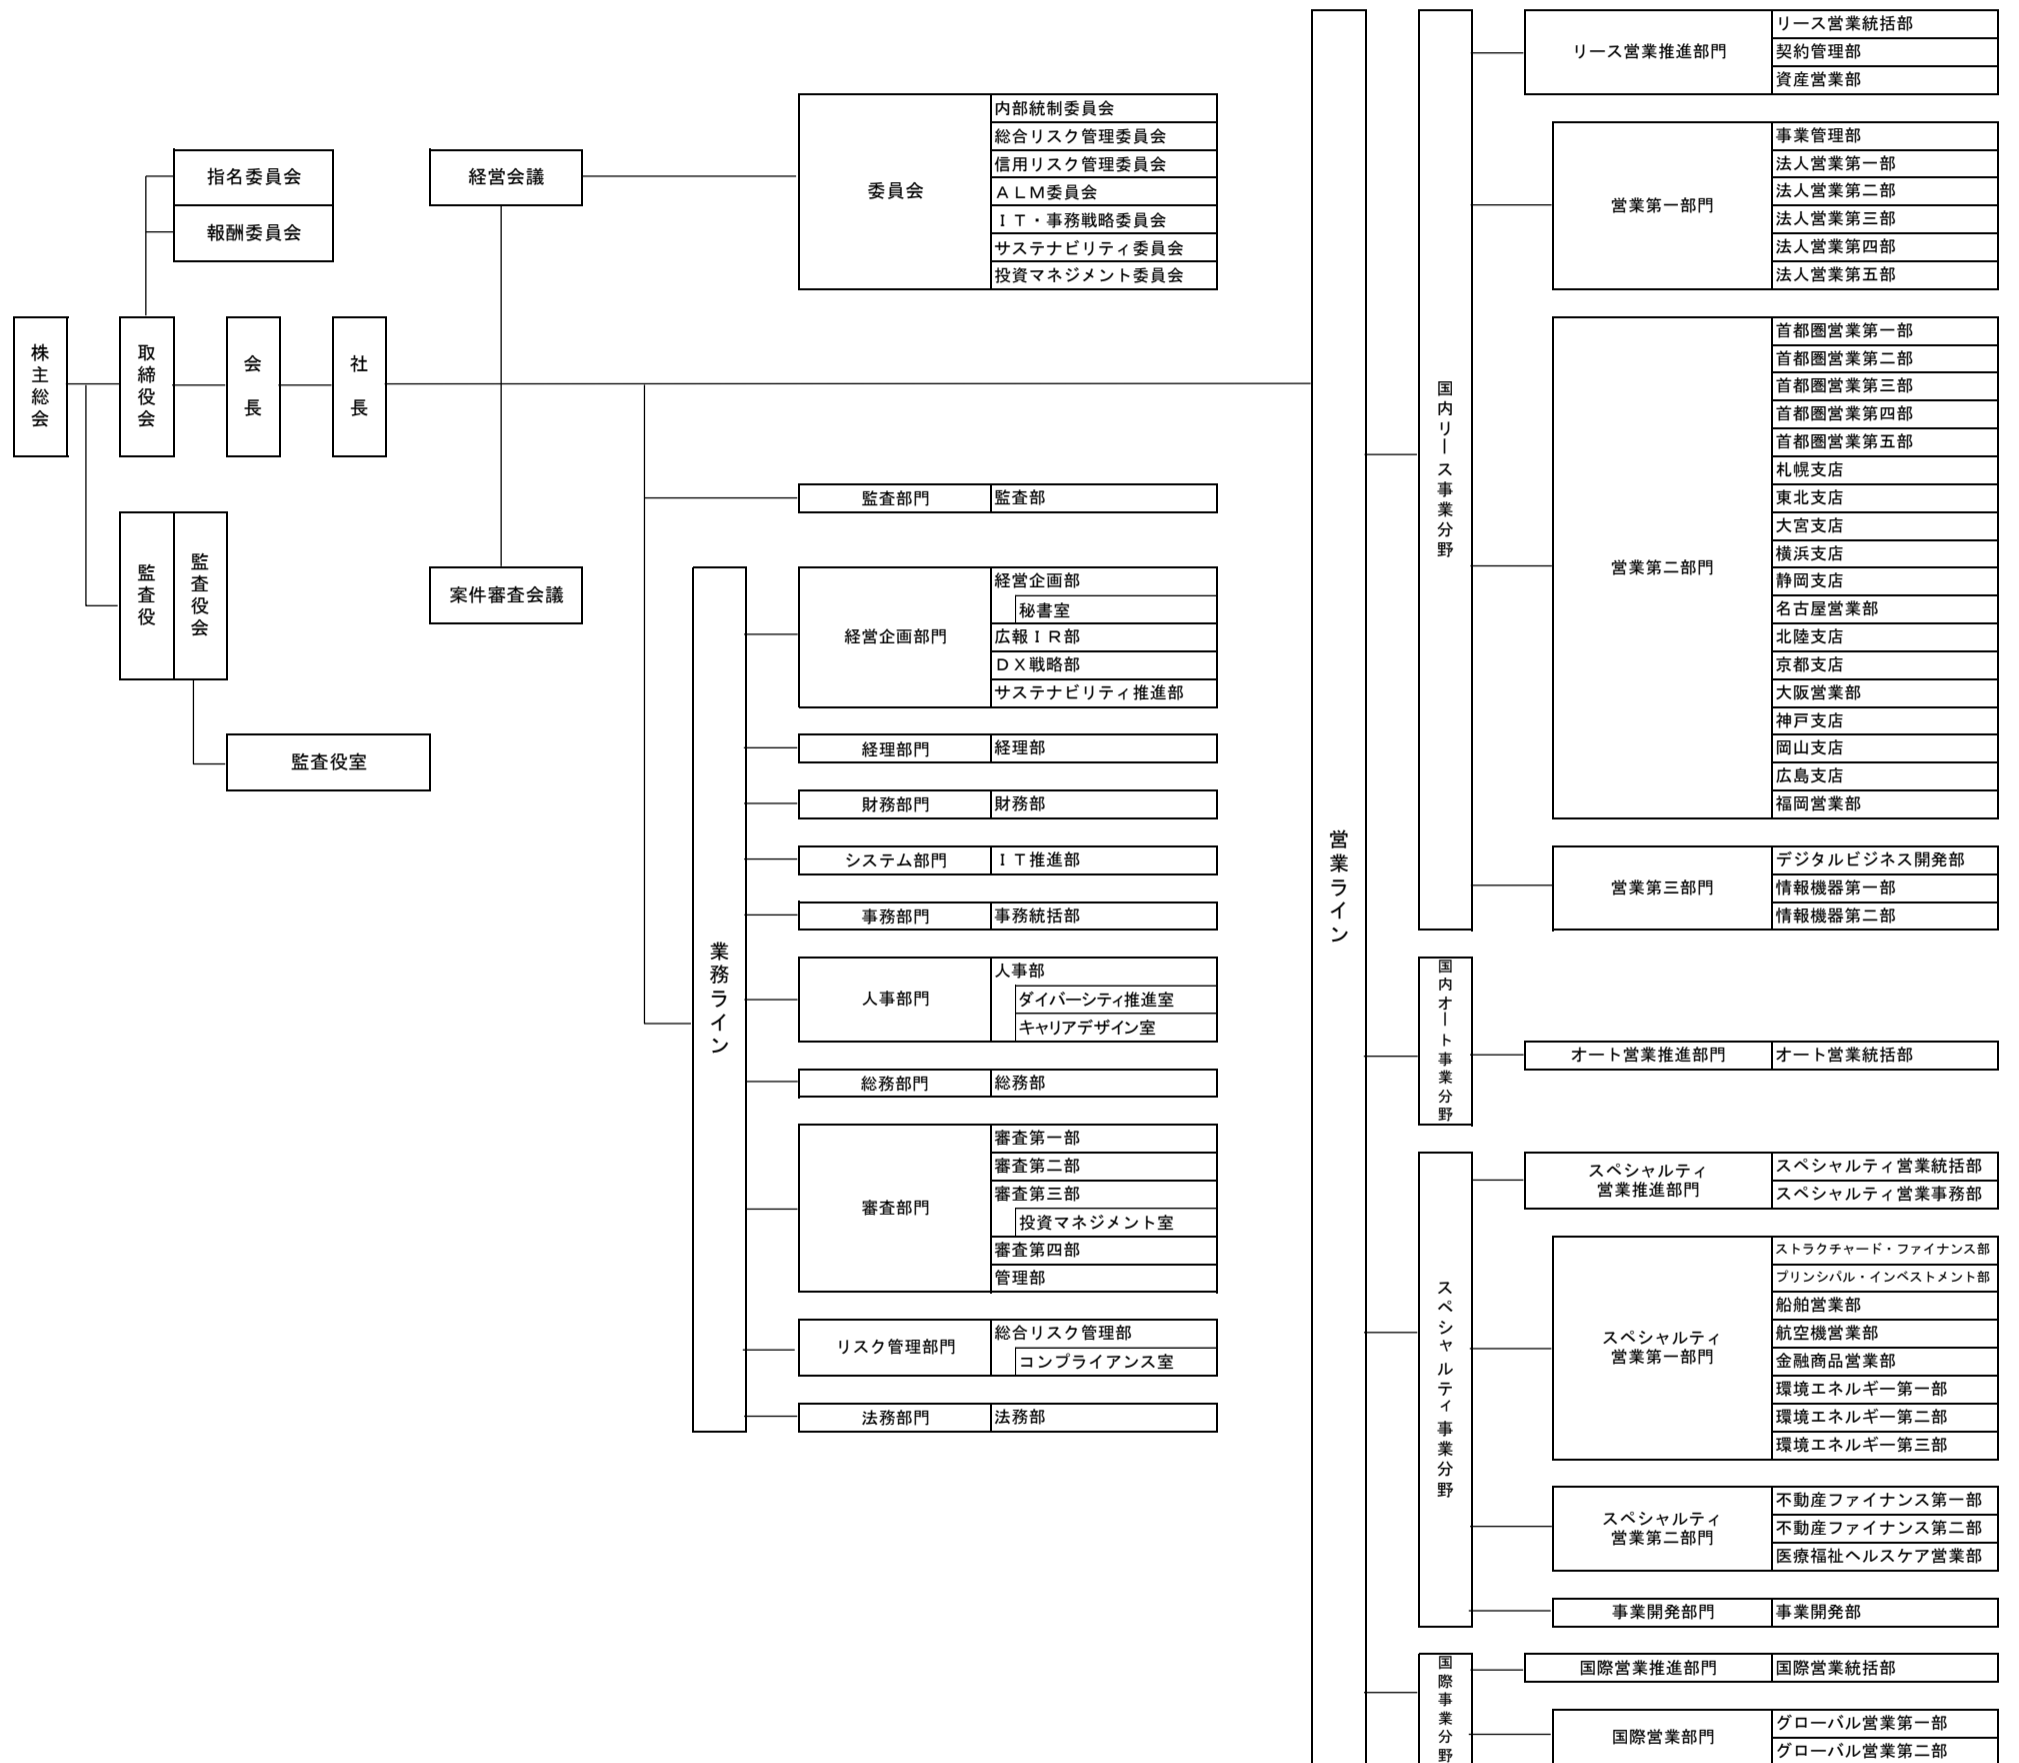 株主総会
取締役会
会長
社長
指名委員会
報酬委員会
監査役
監査役会
監査役室
経営会議
案件審査会議
委員会
内部統制委員会
総合リスク管理委員会
信用リスク管理委員会
ＡＬＭ委員会
ＩＴ・事務戦略委員会
サステナビリティ委員会
投資マネジメント委員会
監査部門
監査部
業務ライン
経営企画部門
経営企画部
秘書室
広報ＩＲ部
ＤＸ戦略部
サステナビリティ推進部
経理部門
経理部
財務部門
財務部
システム部門
ＩＴ推進部
事務部門
事務統括部
人事部門
人事部
ダイバーシティ推進室
キャリアデザイン室
総務部門
総務部
審査部門
審査第一部
審査第二部
審査第三部
投資マネジメント室
審査第四部
管理部
リスク管理部門
総合リスク管理部
コンプライアンス室
法務部門
法務部
営業ライン
国内リース事業分野
リース営業推進部門
リース営業統括部
契約管理部
資産営業部
営業第一部門
事業管理部
法人営業第一部
法人営業第二部
法人営業第三部
法人営業第四部
法人営業第五部
営業第二部門
首都圏営業第一部
首都圏営業第二部
首都圏営業第三部
首都圏営業第四部
首都圏営業第五部
札幌支店
東北支店
大宮支店
横浜支店
静岡支店
名古屋営業部
北陸支店
京都支店
大阪営業部
神戸支店
岡山支店
広島支店
福岡営業部
営業第三部門
デジタルビジネス開発部
情報機器第一部
情報機器第二部
国内オート事業分野
オート営業推進部門
オート営業統括部
スペシャルティ事業分野
スペシャルティ
営業推進部門
スペシャルティ営業統括部
スペシャルティ営業事務部
スペシャルティ
営業第一部門
ストラクチャード・ファイナンス部
プリンシパル・インベストメント部
船舶営業部
航空機営業部
金融商品営業部
環境エネルギー第一部
環境エネルギー第二部
環境エネルギー第三部
スペシャルティ
営業第二部門
不動産ファイナンス第一部
不動産ファイナンス第二部
医療福祉ヘルスケア営業部
事業開発部門
事業開発部
国際事業分野
国際営業推進部門
国際営業統括部
国際営業部門
グローバル営業第一部
グローバル営業第二部